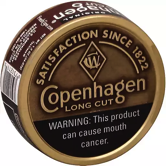 SATISFACTION SINCE 1822
W
Copenhagen
LONG CUT
WARNING: This product
can cause mouth
cancer.